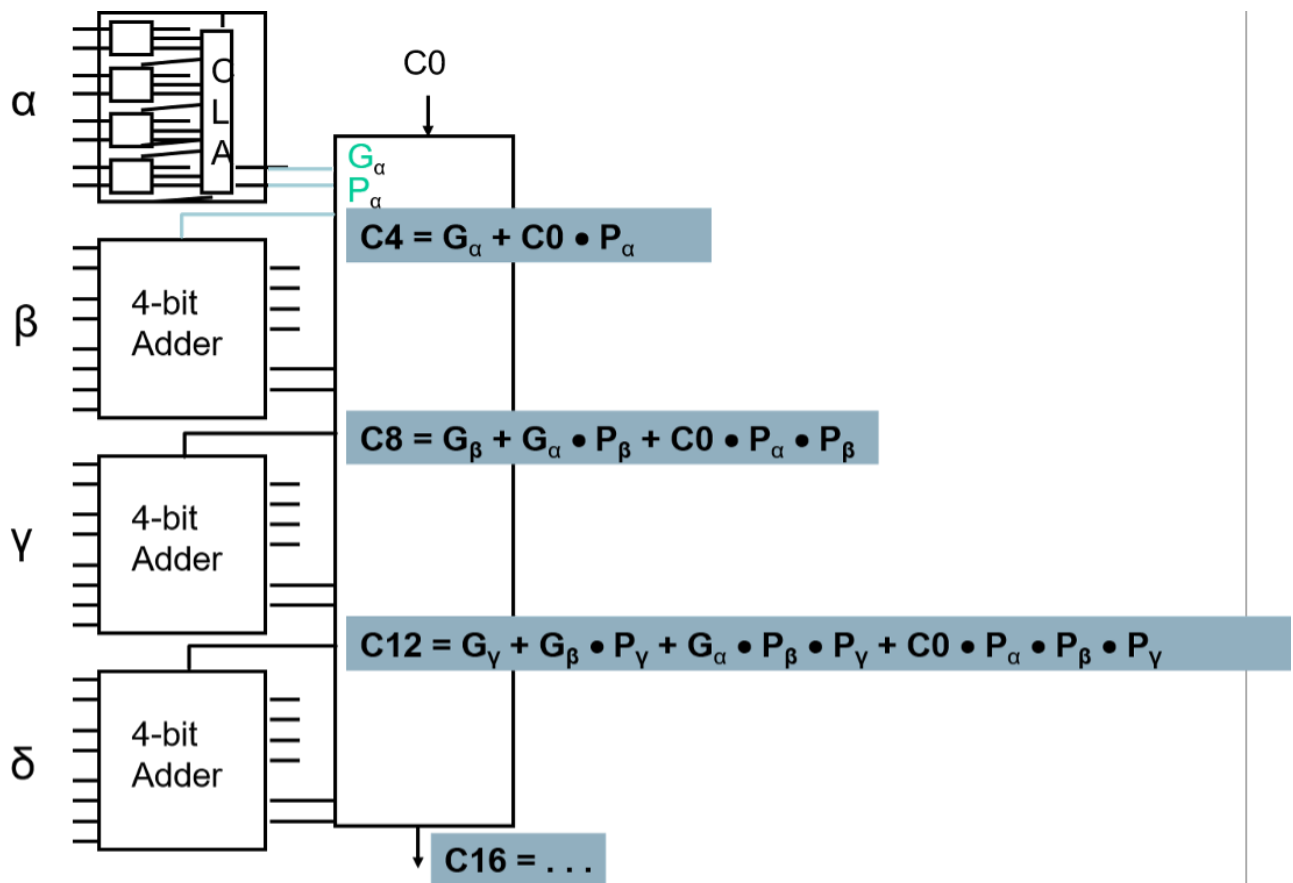 α
C
L
A
C0
Gα
Pα
C4 = Gα + C0 • Pα
β
4-bit
Adder
C8 = Gβ + Gα • Pβ + C0 • Pα • Pβ
γ
4-bit
Adder
C12 = Gγ + Gβ • Pγ + Gα • Pβ • Pγ + C0 • Pα • Pβ • Pγ
δ
4-bit
Adder
C16 = . . .